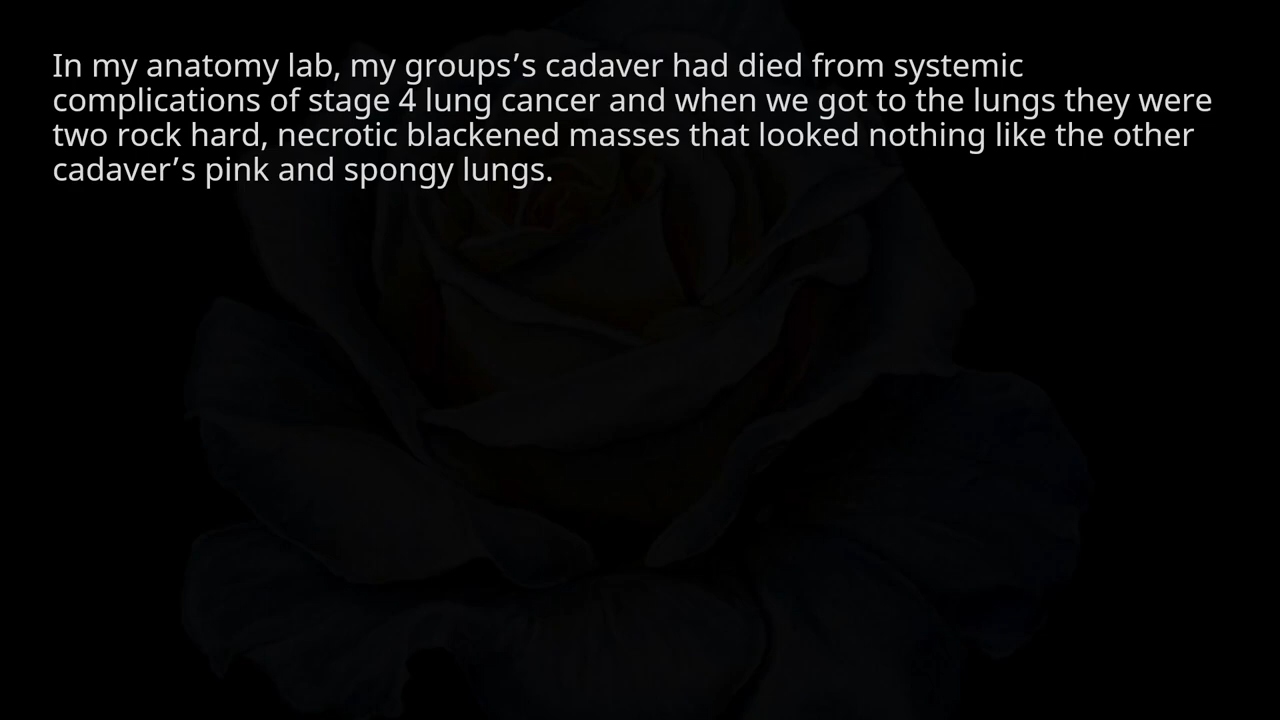 In my anatomy lab, my groups’s cadaver had died from systemic
complications of stage 4 lung cancer and when we got to the lungs they were
two rock hard, necrotic blackened masses that looked nothing like the other
cadaver’s pink and spongy lungs.